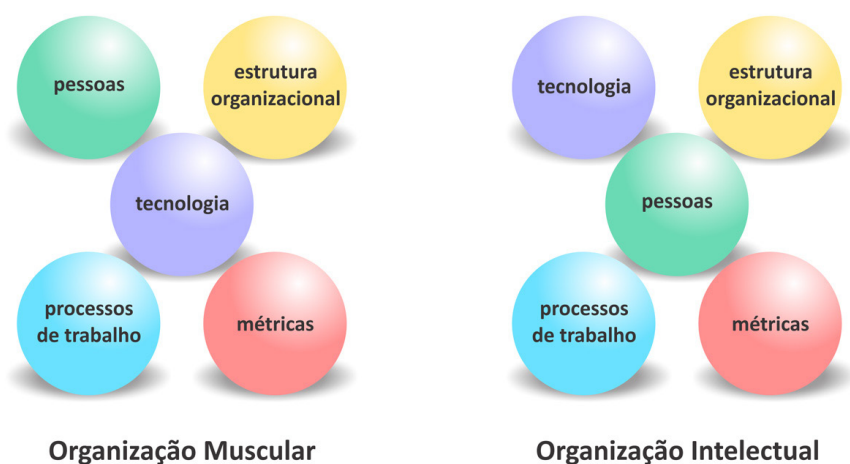 pessoas
estrutura
organizacional
tecnologia
processos
de trabalho
métricas
Organização Muscular
tecnologia
estrutura
organizacional
pessoas
processos
de trabalho
métricas
Organização Intelectual